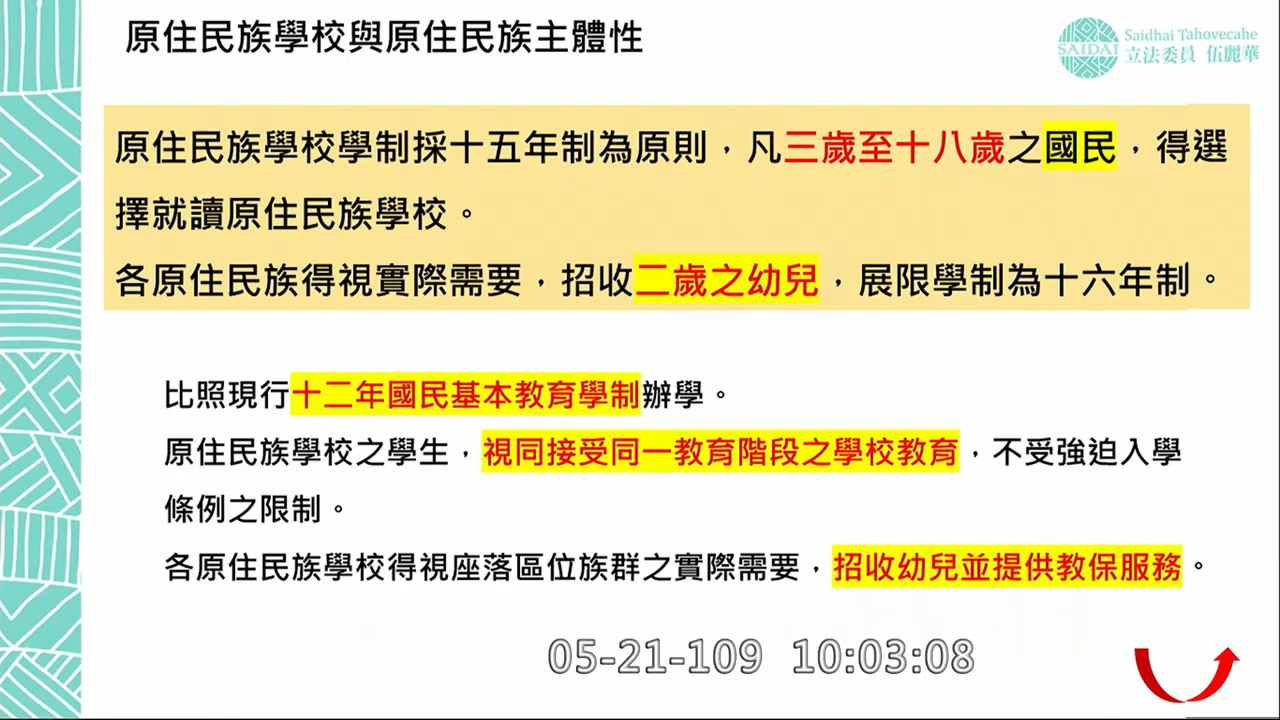 原住民族學校與原住民族主體性
SAIDAI
Saidhai Tahovecahe
立法委員 伍麗華
原住民族學校學制採十五年制為原則，凡三歲至十八歲之國民，得選
擇就讀原住民族學校。
各原住民族得視實際需要，招收二歲之幼兒，展限學制為十六年制。
比照現行十二年國民基本教育學制辦學。
原住民族學校之學生，視同接受同一教育階段之學校教育，不受強迫入學
條例之限制。
各原住民族學校得視座落區位族群之實際需要，招收幼兒並提供教保服務。
05-21-109 10:03:08